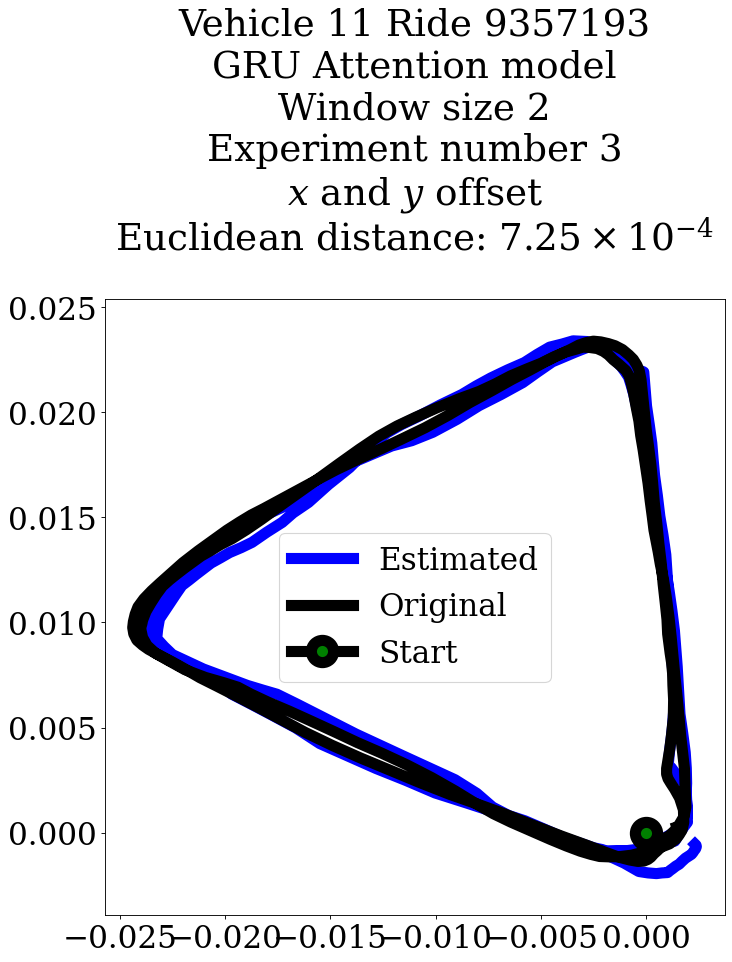 Vehicle 11 Ride 9357193
GRU Attention model
Window size 2
Experiment number 3
x and y offset
Euclidean distance: 7.25 × 10⁻⁴
0.025
0.020
0.015
0.010
0.005
0.000
Estimated
Original
Start
−0.025 −0.020 −0.015 −0.010 −0.005 0.000